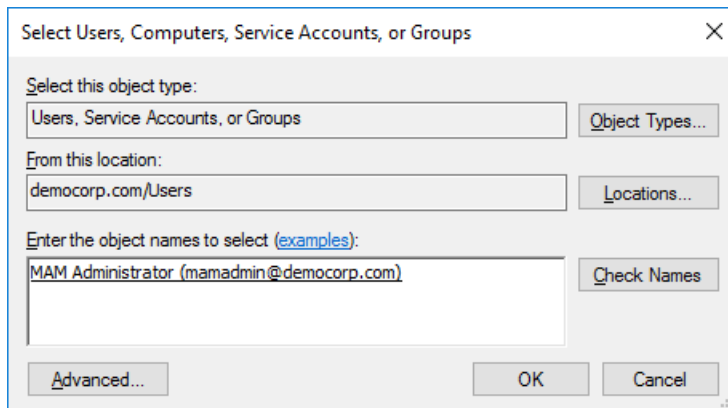 Select Users, Computers, Service Accounts, or Groups
Select this object type:
Users, Service Accounts, or Groups
Object Types...
From this location:
democorp.com/Users
Locations...
Enter the object names to select (examples):
MAM Administrator (mamadmin@democorp.com)
Check Names
Advanced...
OK
Cancel